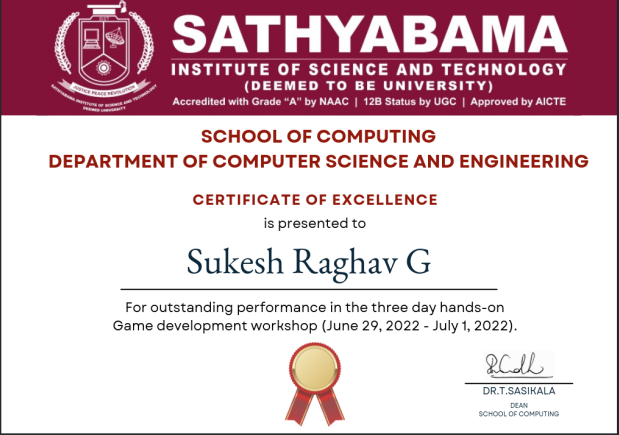 SATHYABAMA
INSTITUTE OF SCIENCE AND TECHNOLOGY
(DEEMED TO BE UNIVERSITY)
Accredited with Grade “A” by NAAC | 12B Status by UGC | Approved by AICTE
JUSTICE PEACE REVOLUTION
SATHYABAMA INSTITUTE OF SCIENCE AND TECHNOLOGY
DEEMED UNIVERSITY
SCHOOL OF COMPUTING
DEPARTMENT OF COMPUTER SCIENCE AND ENGINEERING
CERTIFICATE OF EXCELLENCE
is presented to
Sukesh Raghav G
For outstanding performance in the three day hands-on
Game development workshop (June 29, 2022 - July 1, 2022).
DR.T.SASIKALA
DEAN
SCHOOL OF COMPUTING